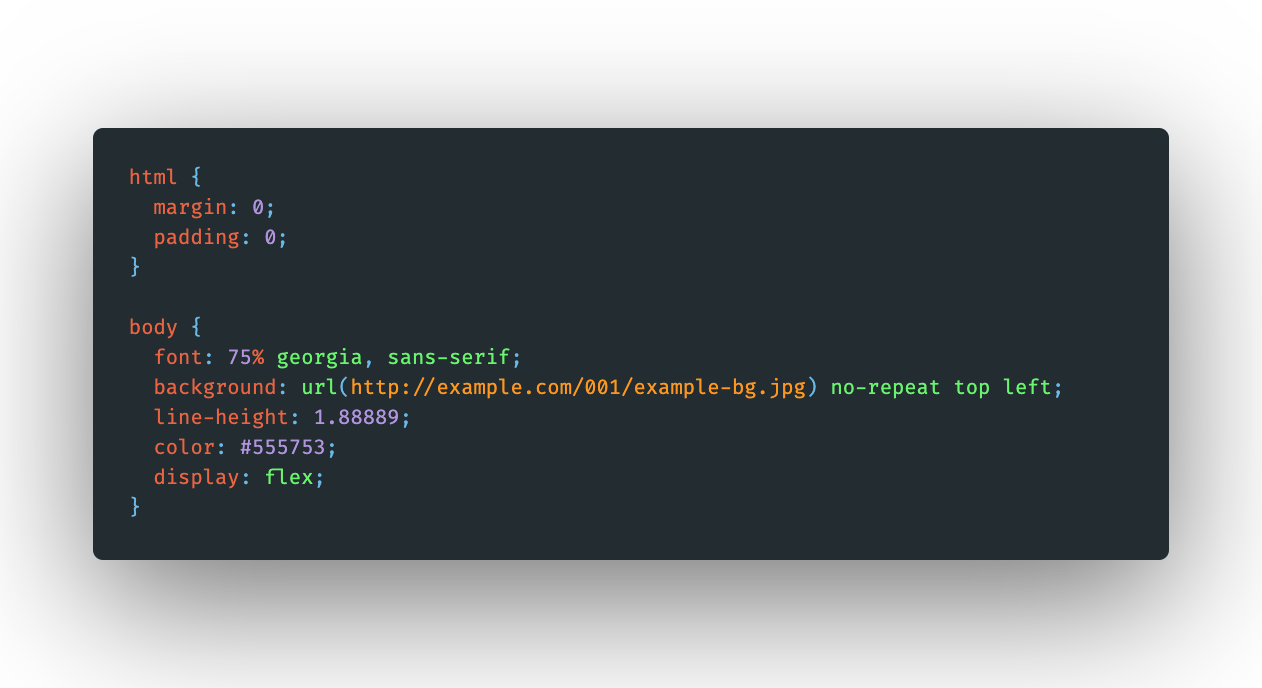 html {
  margin: 0;
  padding: 0;
}

body {
  font: 75% georgia, sans-serif;
  background: url(http://example.com/001/example-bg.jpg) no-repeat top left;
  line-height: 1.88889;
  color: #555753;
  display: flex;
}